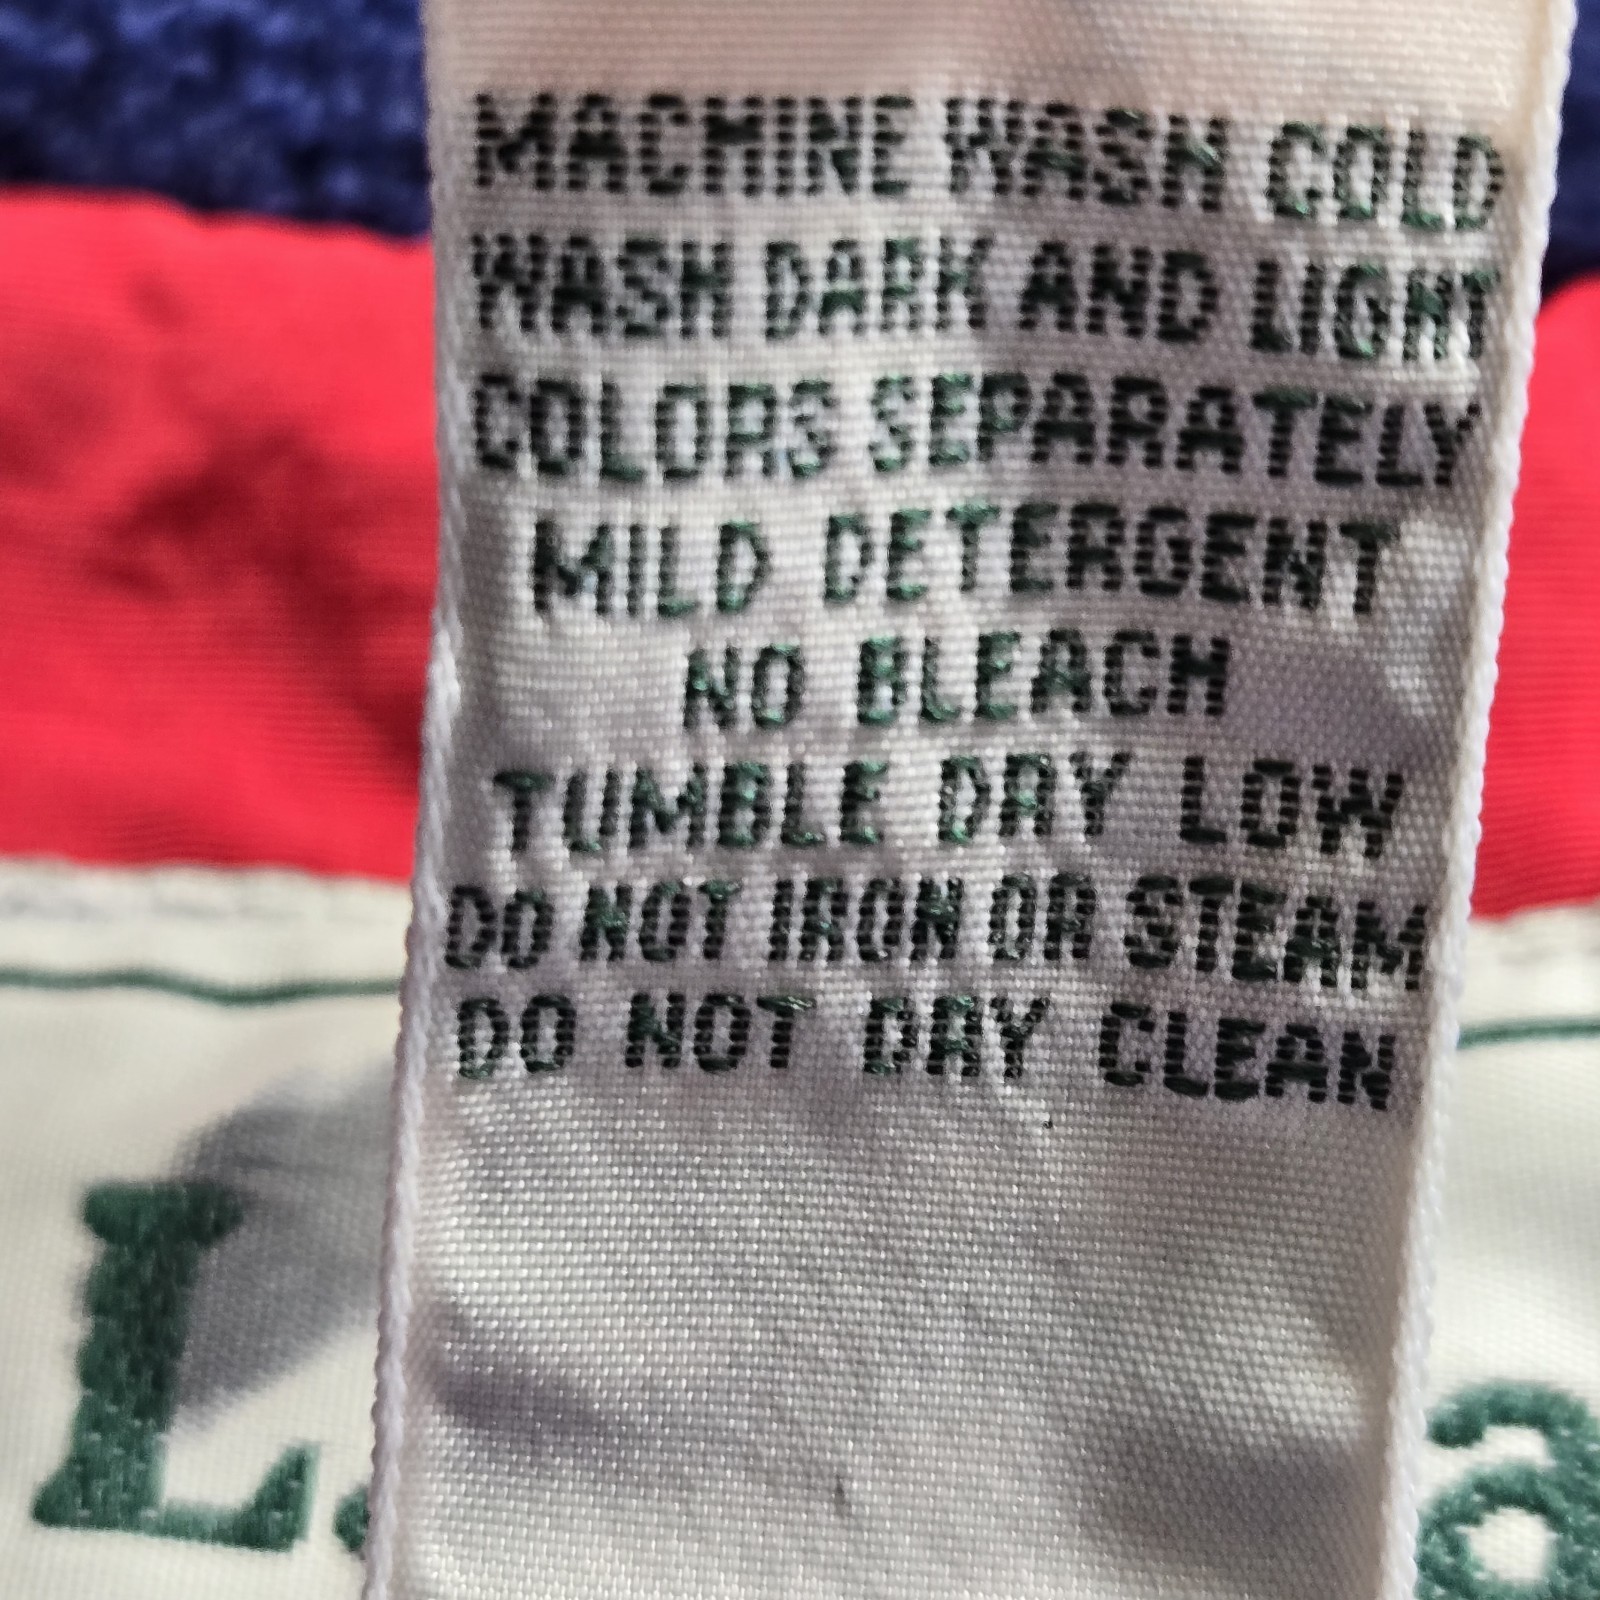 MACHINE WASH COLD
WASH DARK AND LIGHT
COLORS SEPARATELY
MILD DETERGENT
NO BLEACH
TUMBLE DRY LOW
DO NOT IRON OR STEAM
DO NOT DRY CLEAN
L.
a